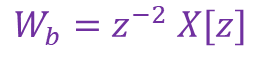 W_b = z^{-2} X[z]